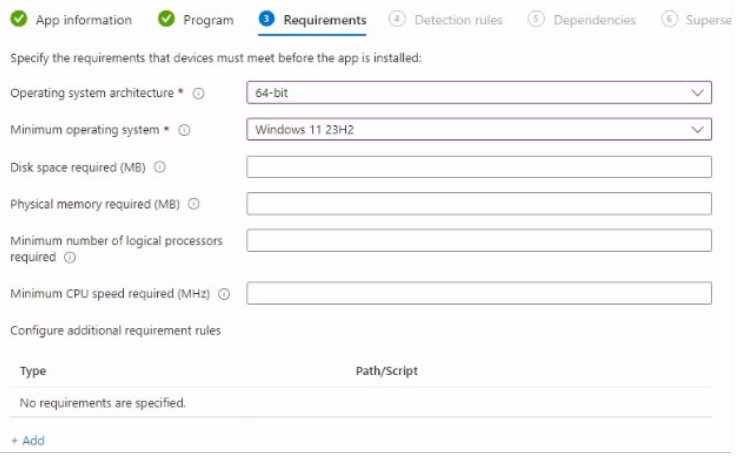 App information Program 3 Requirements 4 Detection rules 5 Dependencies 6 Superse
Specify the requirements that devices must meet before the app is installed:
Operating system architecture * 64-bit
Minimum operating system * Windows 11 23H2
Disk space required (MB)
Physical memory required (MB)
Minimum number of logical processors
required
Minimum CPU speed required (MHz)
Configure additional requirement rules
Type Path/Script
No requirements are specified.
+ Add